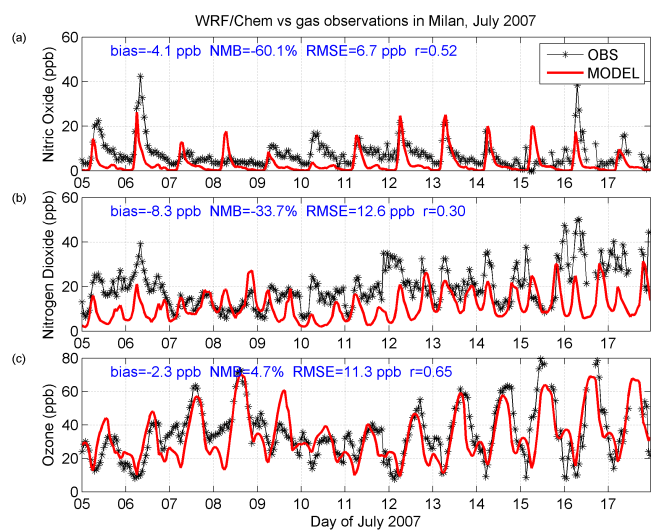 WRF/Chem vs gas observations in Milan, July 2007
(a)
Nitric Oxide (ppb)
60
40
20
0
bias=-4.1 ppb NMB=-60.1% RMSE=6.7 ppb r=0.52
OBS
MODEL
05 06 07 08 09 10 11 12 13 14 15 16 17
(b)
Nitrogen Dioxide (ppb)
60
40
20
0
bias=-8.3 ppb NMB=-33.7% RMSE=12.6 ppb r=0.30
05 06 07 08 09 10 11 12 13 14 15 16 17
(c)
Ozone (ppb)
80
60
40
20
0
bias=-2.3 ppb NMB=4.7% RMSE=11.3 ppb r=0.65
05 06 07 08 09 10 11 12 13 14 15 16 17
Day of July 2007